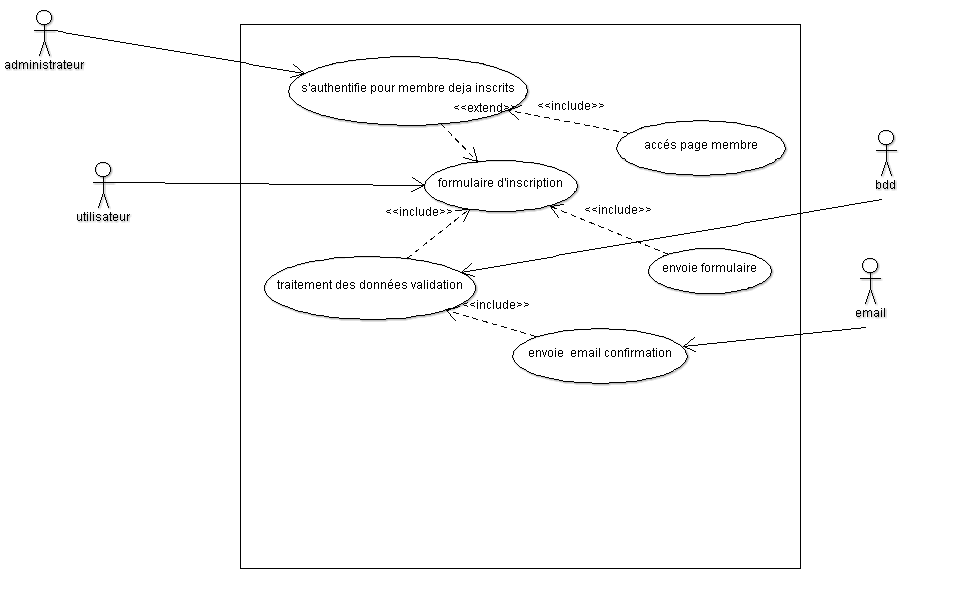 administrateur
s'authentifie pour membre deja inscrits
<<extend>>
<<include>>
accés page membre
bdd
formulaire d'inscription
utilisateur
<<include>>
<<include>>
envoie formulaire
traitement des données validation
<<include>>
email
envoie email confirmation